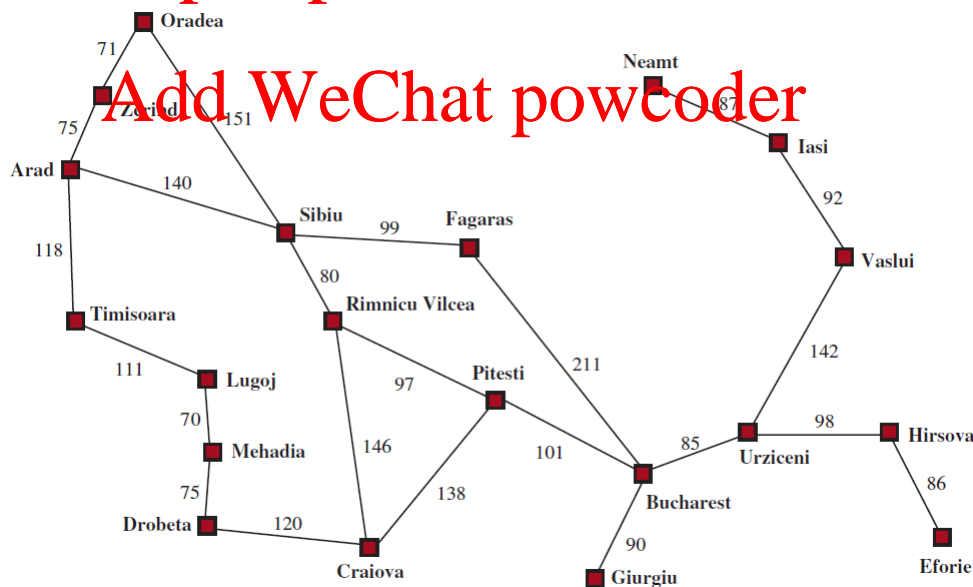 Oradea
71
Neamt
Add WeChat powcoder
87
Zerind
151
75
Iasi
Arad
140
92
Sibiu
Fagaras
99
118
Vaslui
80
Timisoara
Rimnicu Vilcea
111
142
211
Lugoj
97
Pitesti
70
98
146
Mehadia
101
85
Hirsova
Urziceni
75
138
86
Bucharest
Drobeta
120
90
Craiova
Giurgiu
Eforie